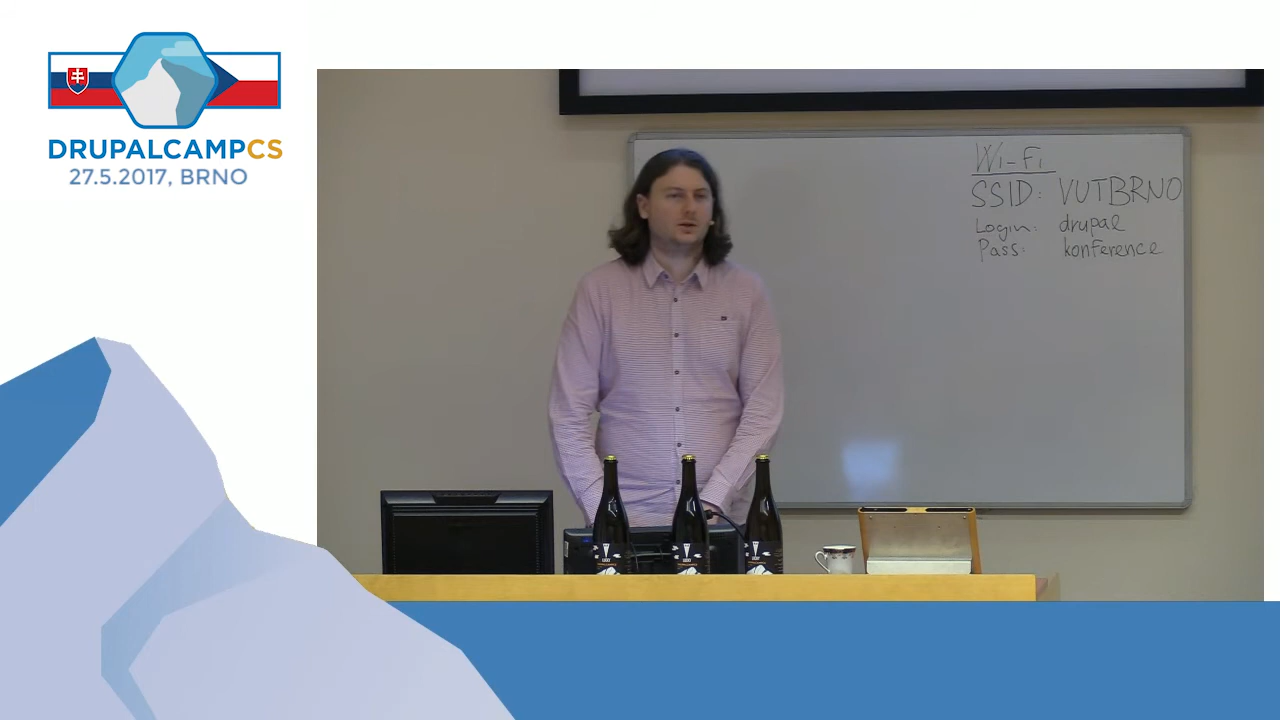 DRUPALCAMPCS
27.5.2017, BRNO
Wi-Fi
SSID: VUTBRNO
Login: drupal
Pass: konference